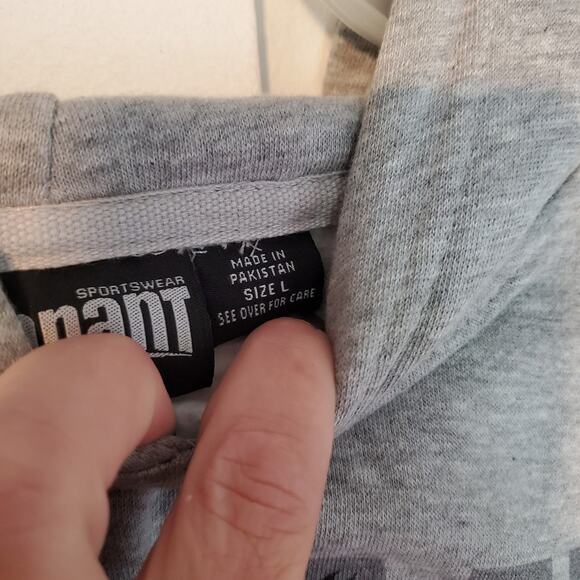 SPORTSWEAR
MADE IN
PAKISTAN
SIZE L
SEE OVER FOR CARE